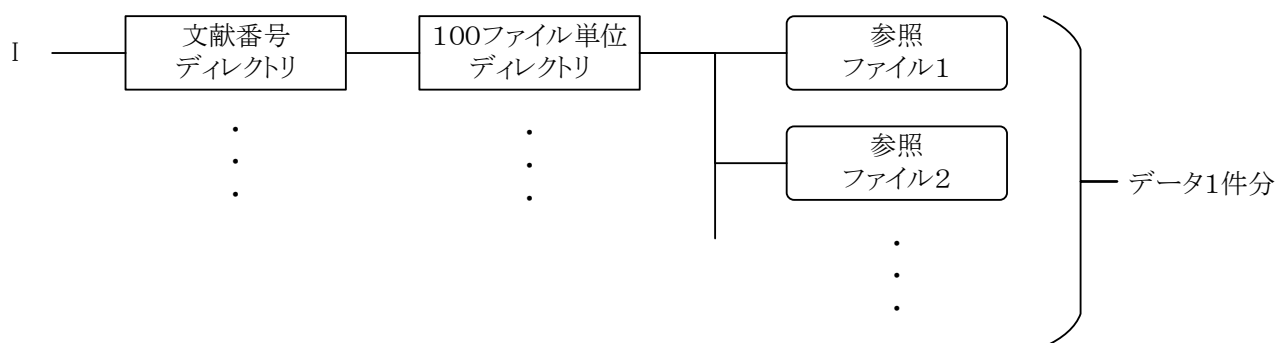 I
文献番号
ディレクトリ
100ファイル単位
ディレクトリ
参照
ファイル1
参照
ファイル2
データ1件分